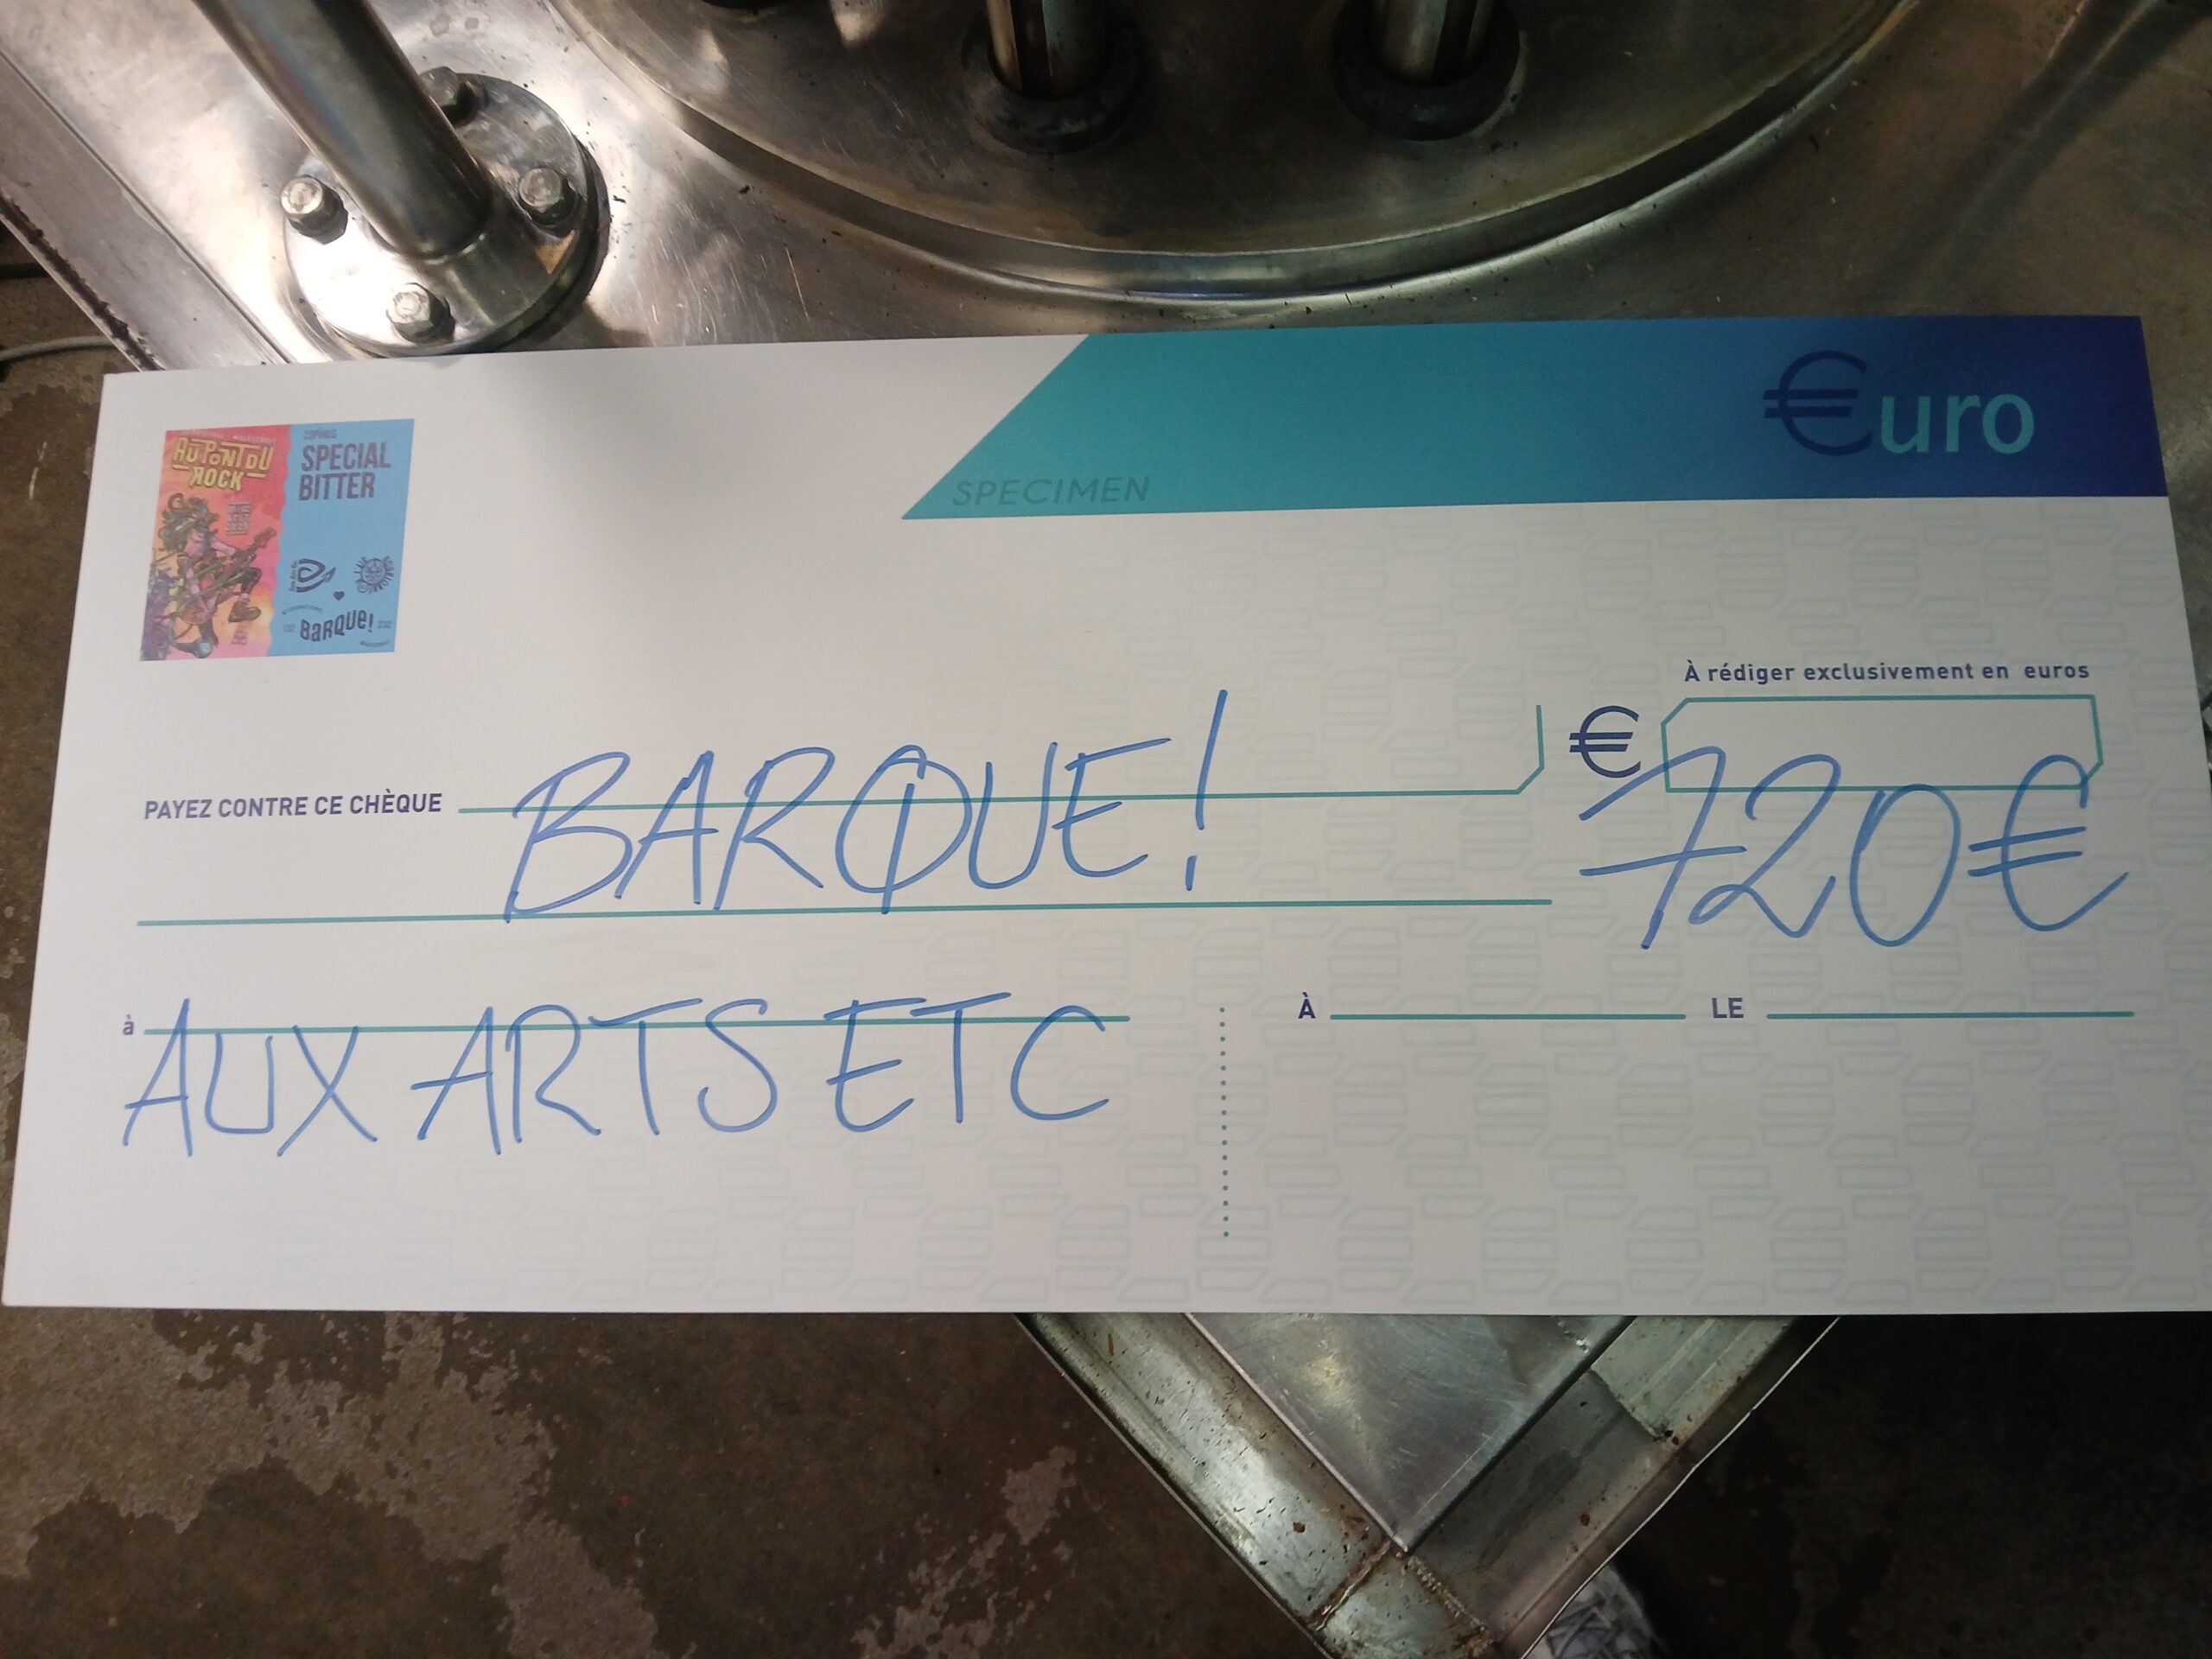 €uro
SPECIMEN
AU PONT DU
ROCK
SPECIAL
BITTER
BARQUE!
À rédiger exclusivement en euros
PAYEZ CONTRE CE CHÈQUE BARQUE!
€ 720€
à AUX ARTS ETC
À LE